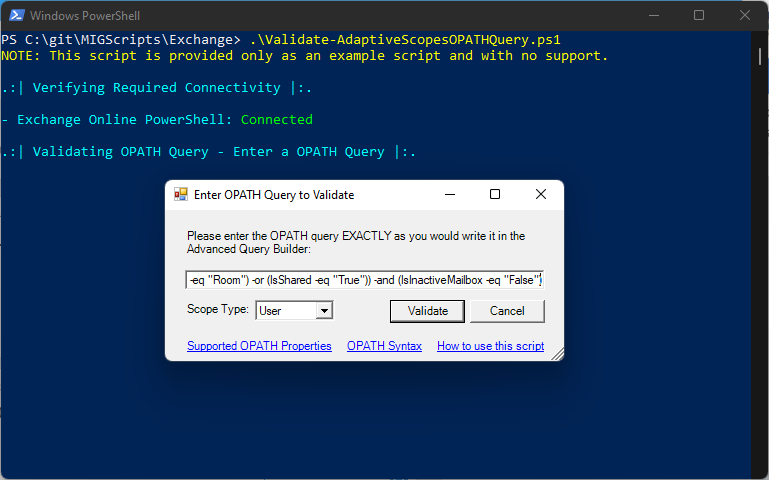 Windows PowerShell
PS C:\git\MIGScripts\Exchange> .\Validate-AdaptiveScopesOPATHQuery.ps1
NOTE: This script is provided only as an example script and with no support.
.:| Verifying Required Connectivity |:.
- Exchange Online PowerShell: Connected
.:| Validating OPATH Query - Enter a OPATH Query |:.
Enter OPATH Query to Validate
Please enter the OPATH query EXACTLY as you would write it in the
Advanced Query Builder:
-eq "Room") -or (IsShared -eq "True")) -and (IsInactiveMailbox -eq "False")
Scope Type: User Validate Cancel
Supported OPATH Properties OPATH Syntax How to use this script